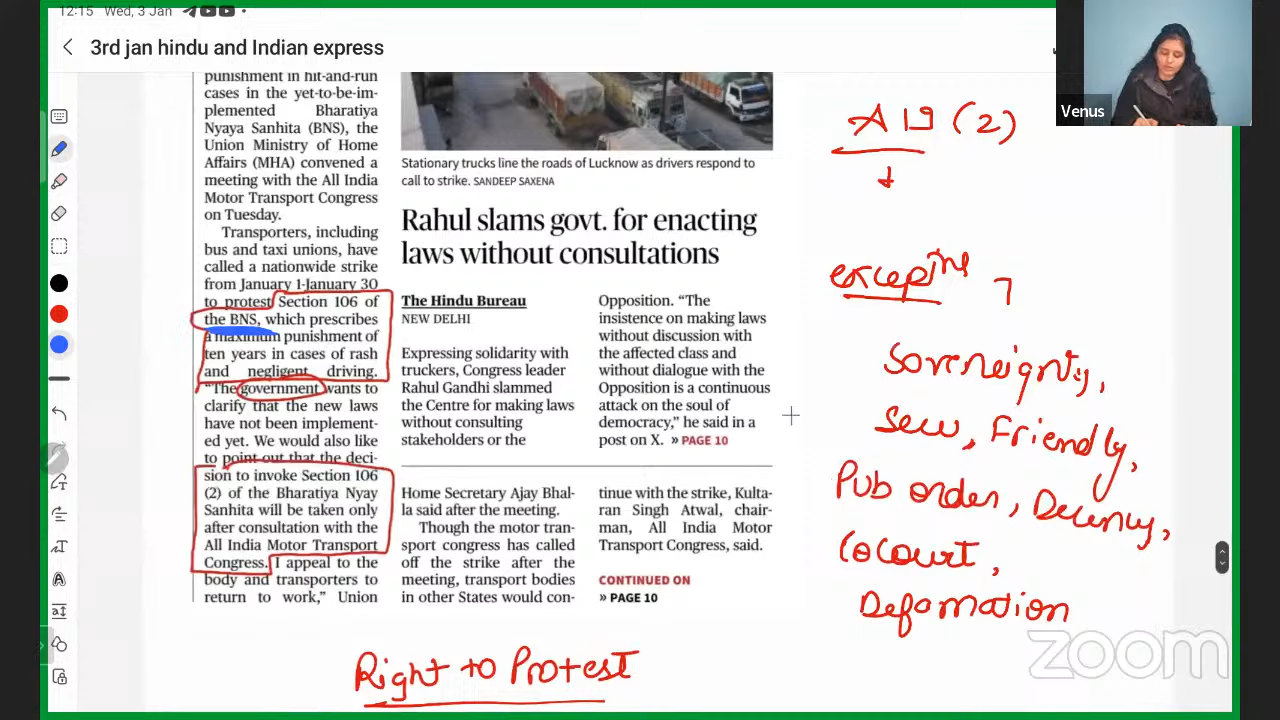 12:15 Wed, 3 Jan
3rd jan hindu and Indian express
Venus
punishment in hit-and-run
cases in the yet-to-be-im-
plemented Bharatiya
Nyaya Sanhita (BNS), the
Union Ministry of Home
Affairs (MHA) convened a
meeting with the All India
Motor Transport Congress
on Tuesday.
Transporters, including
bus and taxi unions, have
called a nationwide strike
from January 1-January 30
to protest Section 106 of
the BNS, which prescribes
a maximum punishment of
ten years in cases of rash
and negligent driving.
"The government wants to
clarify that the new laws
have not been implement-
ed yet. We would also like
to point out that the deci-
sion to invoke Section 106
(2) of the Bharatiya Nyay
Sanhita will be taken only
after consultation with the
All India Motor Transport
Congress. I appeal to the
body and transporters to
return to work," Union
Stationary trucks line the roads of Lucknow as drivers respond to
call to strike. SANDEEP SAXENA
Rahul slams govt. for enacting
laws without consultations
The Hindu Bureau
NEW DELHI
Expressing solidarity with
truckers, Congress leader
Rahul Gandhi slammed
the Centre for making laws
without consulting
stakeholders or the
Opposition. "The
insistence on making laws
without discussion with
the affected class and
without dialogue with the
Opposition is a continuous
attack on the soul of
democracy," he said in a
post on X. » PAGE 10
Home Secretary Ajay Bhal-
la said after the meeting.
Though the motor tran-
sport congress has called
off the strike after the
meeting, transport bodies
in other States would con-
tinue with the strike, Kulta-
ran Singh Atwal, chair-
man, All India Motor
Transport Congress, said.
CONTINUED ON
» PAGE 10
A 19 (2)
Sovereignty,
Friendly,
Pub order, Decency,
CoCourt,
Defamation
Right to Protest
zoom